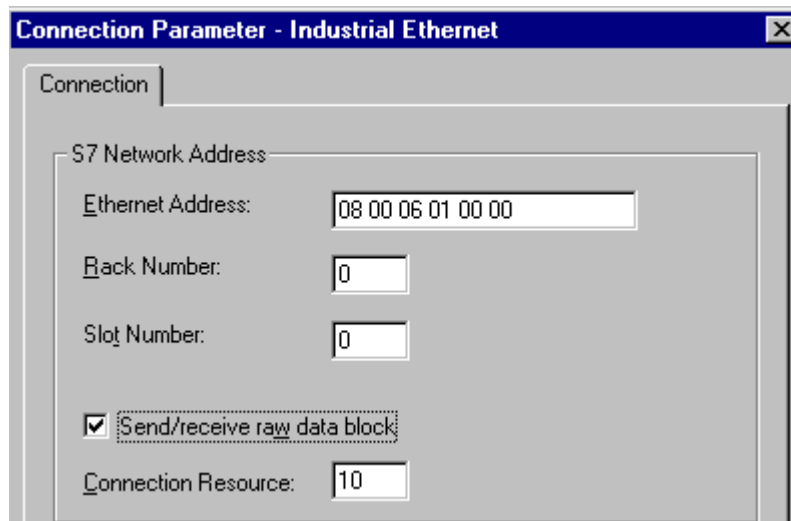 Connection Parameter - Industrial Ethernet
Connection
S7 Network Address
Ethernet Address: 08 00 06 01 00 00
Rack Number: 0
Slot Number: 0
Send/receive raw data block
Connection Resource: 10